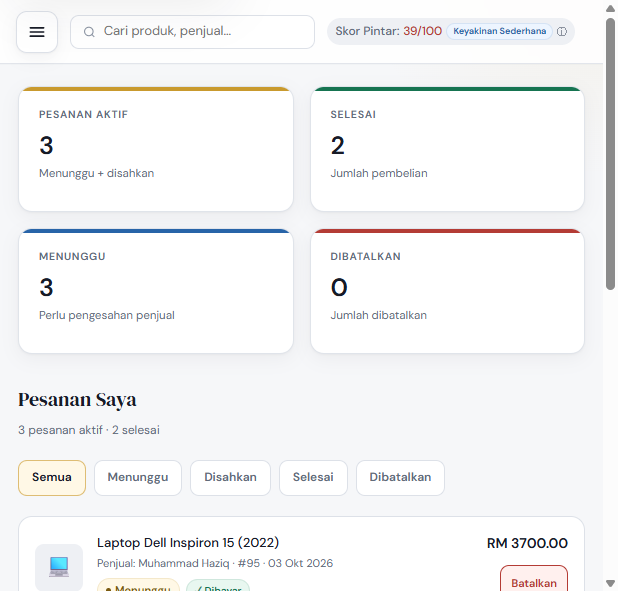 Cari produk, penjual...
Skor Pintar: 39/100 Keyakinan Sederhana ⓘ
PESANAN AKTIF
3
Menunggu + disahkan
SELESAI
2
Jumlah pembelian
MENUNGGU
3
Perlu pengesahan penjual
DIBATALKAN
0
Jumlah dibatalkan
Pesanan Saya
3 pesanan aktif · 2 selesai
Semua Menunggu Disahkan Selesai Dibatalkan
Laptop Dell Inspiron 15 (2022) RM 3700.00
Penjual: Muhammad Haziq · #95 · 03 Okt 2026
Menunggu ✓ Dibayar Batalkan